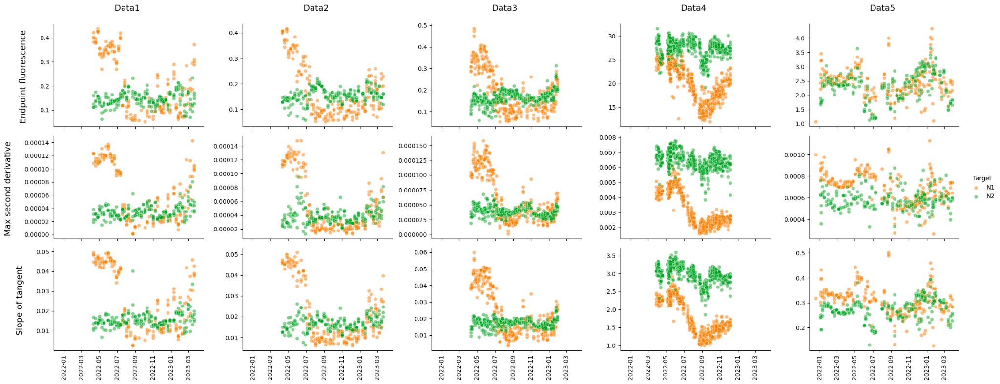 Data1 Data2 Data3 Data4 Data5
Endpoint fluorescence
0.4 0.3 0.2 0.1
0.4 0.3 0.2 0.1
0.5 0.4 0.3 0.2 0.1
30 25 20 15
4.0 3.5 3.0 2.5 2.0 1.5 1.0
Max second derivative
0.00014 0.00012 0.00010 0.00008 0.00006 0.00004 0.00002 0.00000
0.00014 0.00012 0.00010 0.00008 0.00006 0.00004 0.00002
0.000150 0.000125 0.000100 0.000075 0.000050 0.000025 0.000000
0.008 0.007 0.006 0.005 0.004 0.003 0.002
0.0010 0.0008 0.0006 0.0004
Target
N1
N2
Slope of tangent
0.05 0.04 0.03 0.02 0.01
0.05 0.04 0.03 0.02 0.01
0.06 0.05 0.04 0.03 0.02 0.01
3.5 3.0 2.5 2.0 1.5 1.0
0.5 0.4 0.3 0.2
2022-01 2022-03 2022-05 2022-07 2022-09 2022-11 2023-01 2023-03
2022-01 2022-03 2022-05 2022-07 2022-09 2022-11 2023-01 2023-03
2022-01 2022-03 2022-05 2022-07 2022-09 2022-11 2023-01 2023-03
2022-01 2022-03 2022-05 2022-07 2022-09 2022-11 2023-01 2023-03
2022-01 2022-03 2022-05 2022-07 2022-09 2022-11 2023-01 2023-03